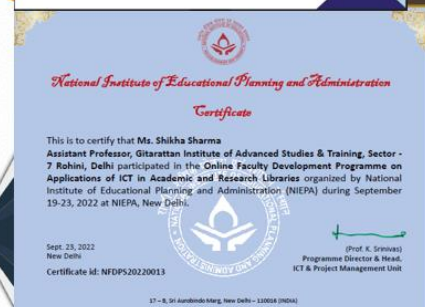 National Institute of Educational Planning and Administration
Certificate
This is to certify that Ms. Shikha Sharma
Assistant Professor, Gitarattan Institute of Advanced Studies & Training, Sector -
7 Rohini, Delhi participated in the Online Faculty Development Programme on
Applications of ICT in Academic and Research Libraries organized by National
Institute of Educational Planning and Administration (NIEPA) during September
19-23, 2022 at NIEPA, New Delhi.
Sept. 23, 2022
New Delhi
Certificate id: NFDPS20220013
(Prof. K. Srinivas)
Programme Director & Head,
ICT & Project Management Unit
17 – B, Sri Aurobindo Marg, New Delhi – 110016 (INDIA)